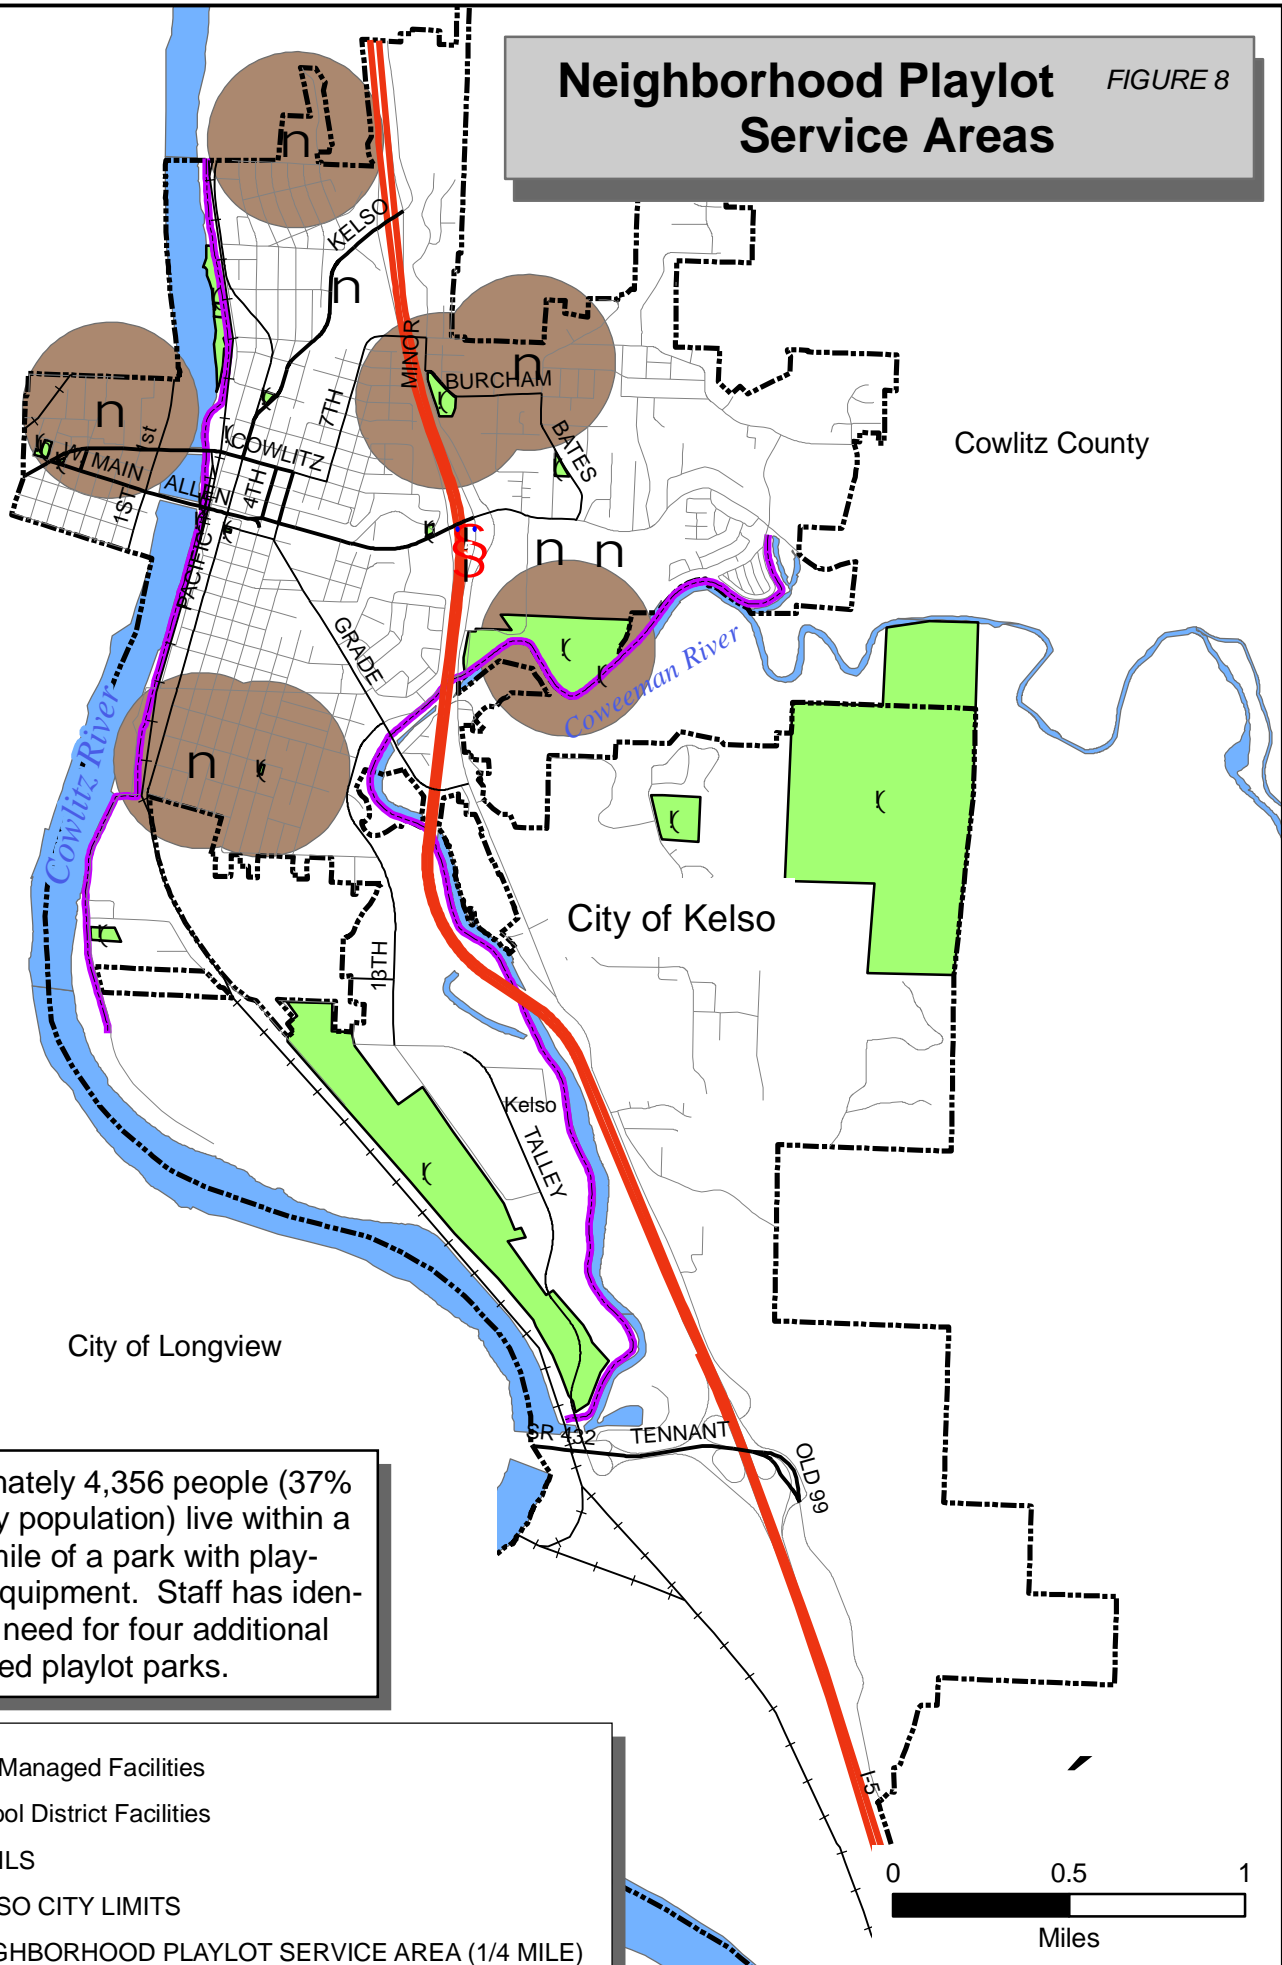 Neighborhood Playlot
Service Areas
FIGURE 8
KELSO
MINOR
BURCHAM
7TH
BATES
COWLITZ
1st
W MAIN
4TH
ALLEN
1ST
PACIFIC
Cowlitz County
GRADE
Coweeman River
Cowlitz River
City of Kelso
13TH
Kelso
TALLEY
City of Longview
SR 432
TENNANT
OLD 99
nately 4,356 people (37%
y population) live within a
nile of a park with play-
quipment. Staff has iden-
need for four additional
ed playlot parks.
Managed Facilities
ool District Facilities
ILS
SO CITY LIMITS
GHBORHOOD PLAYLOT SERVICE AREA (1/4 MILE)
I-5
0 0.5 1
Miles